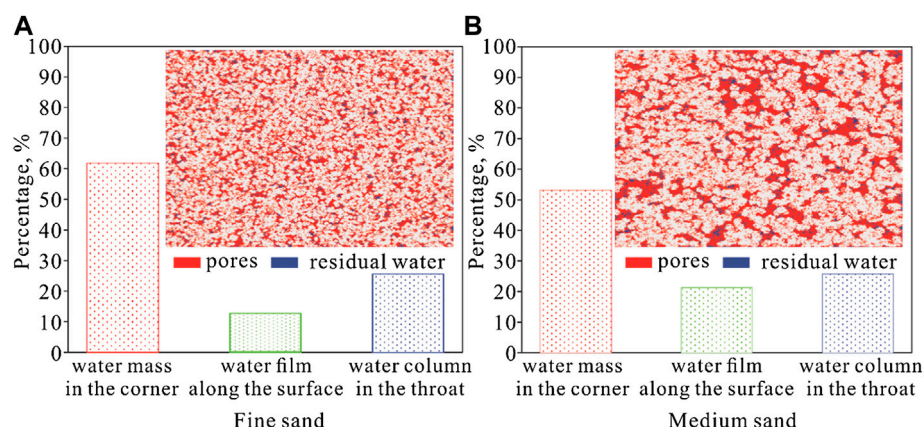 A
Percentage, %
100
90
80
70
60
50
40
30
20
10
0
pores
residual water
water mass
in the corner
water film
along the surface
water column
in the throat
Fine sand
B
Percentage, %
100
90
80
70
60
50
40
30
20
10
0
pores
residual water
water mass
in the corner
water film
along the surface
water column
in the throat
Medium sand